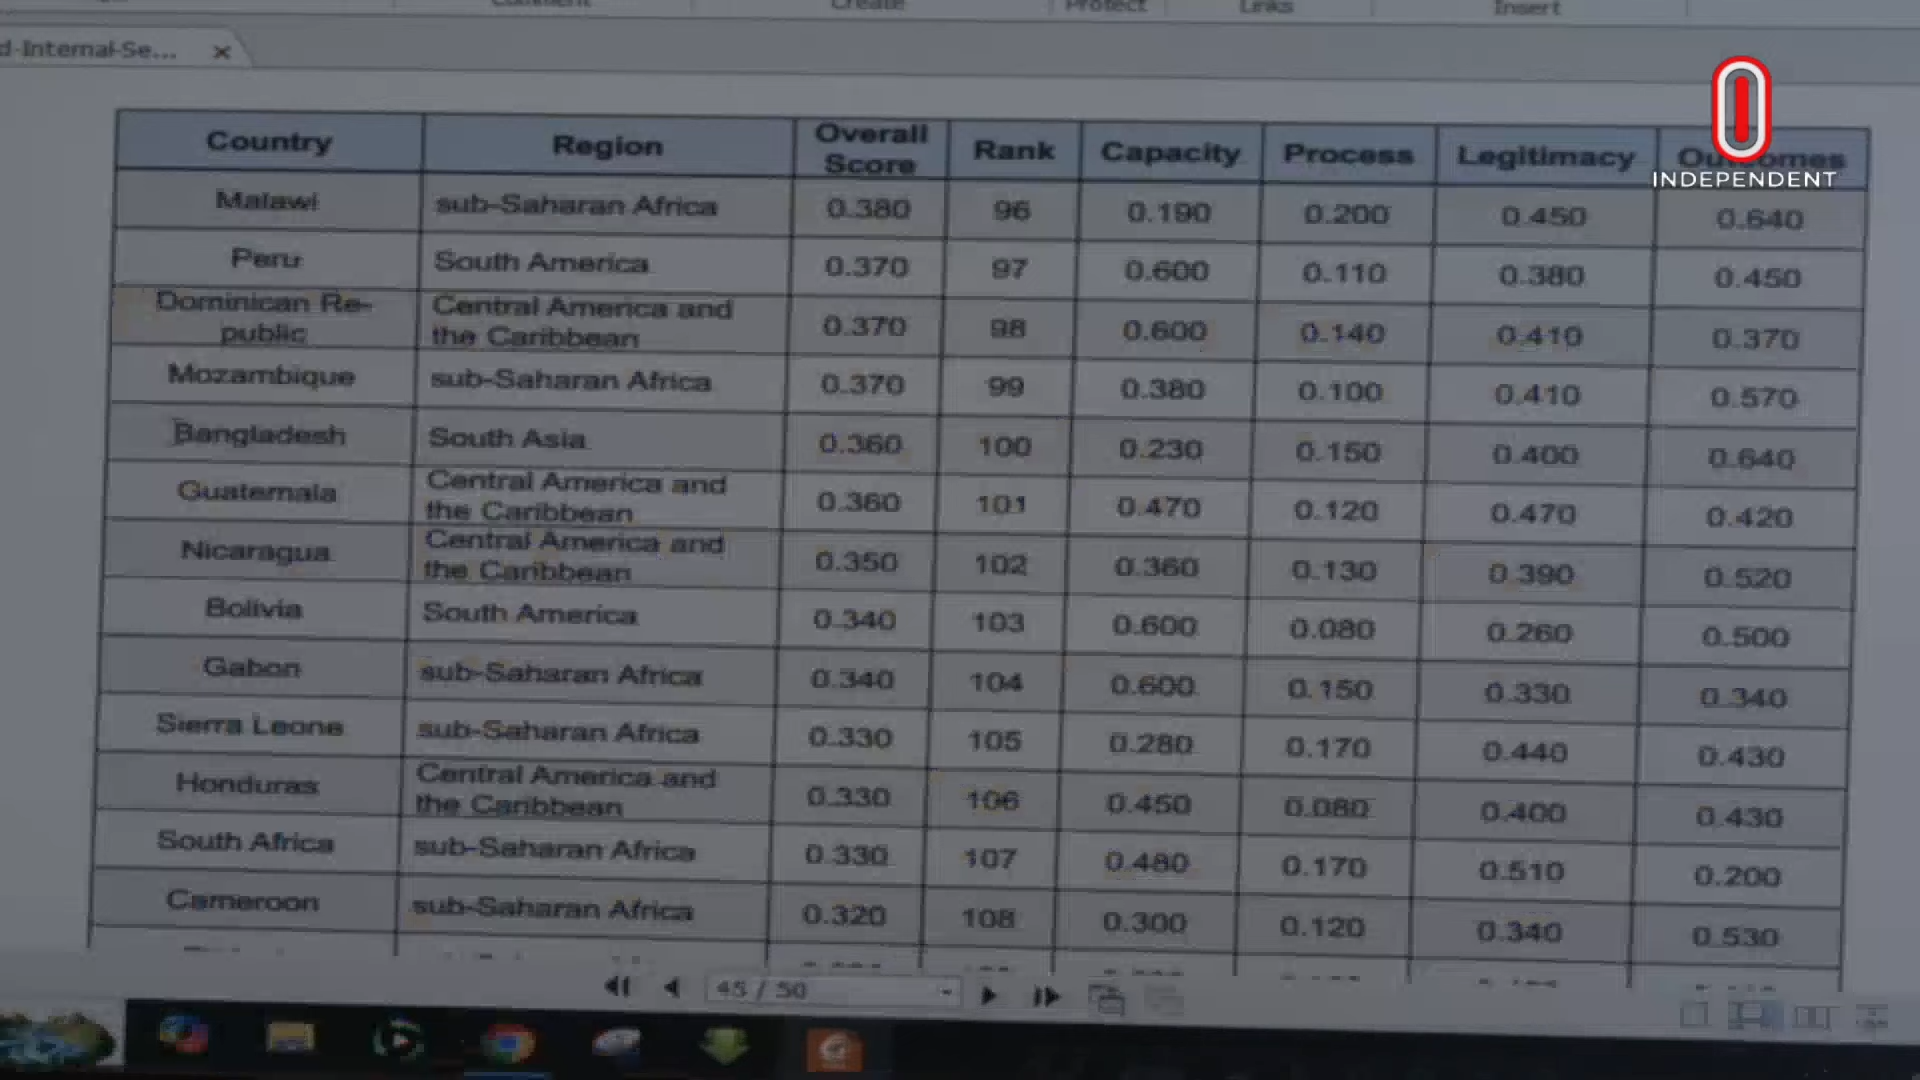 Comment Create Protect Links Insert
d-Internal-Se... ×
INDEPENDENT
Country Region Overall Score Rank Capacity Process Legitimacy Outcomes
Malawi sub-Saharan Africa 0.380 96 0.190 0.200 0.450 0.640
Peru South America 0.370 97 0.600 0.110 0.380 0.450
Dominican Re-public Central America and the Caribbean 0.370 98 0.600 0.140 0.410 0.370
Mozambique sub-Saharan Africa 0.370 99 0.380 0.100 0.410 0.570
Bangladesh South Asia 0.360 100 0.230 0.150 0.400 0.640
Guatemala Central America and the Caribbean 0.360 101 0.470 0.120 0.470 0.420
Nicaragua Central America and the Caribbean 0.350 102 0.360 0.130 0.390 0.520
Bolivia South America 0.340 103 0.600 0.080 0.260 0.500
Gabon sub-Saharan Africa 0.340 104 0.600 0.150 0.330 0.340
Sierra Leone sub-Saharan Africa 0.330 105 0.280 0.170 0.440 0.430
Honduras Central America and the Caribbean 0.330 106 0.450 0.080 0.400 0.430
South Africa sub-Saharan Africa 0.330 107 0.480 0.170 0.510 0.200
Cameroon sub-Saharan Africa 0.320 108 0.300 0.120 0.340 0.530
45 / 50